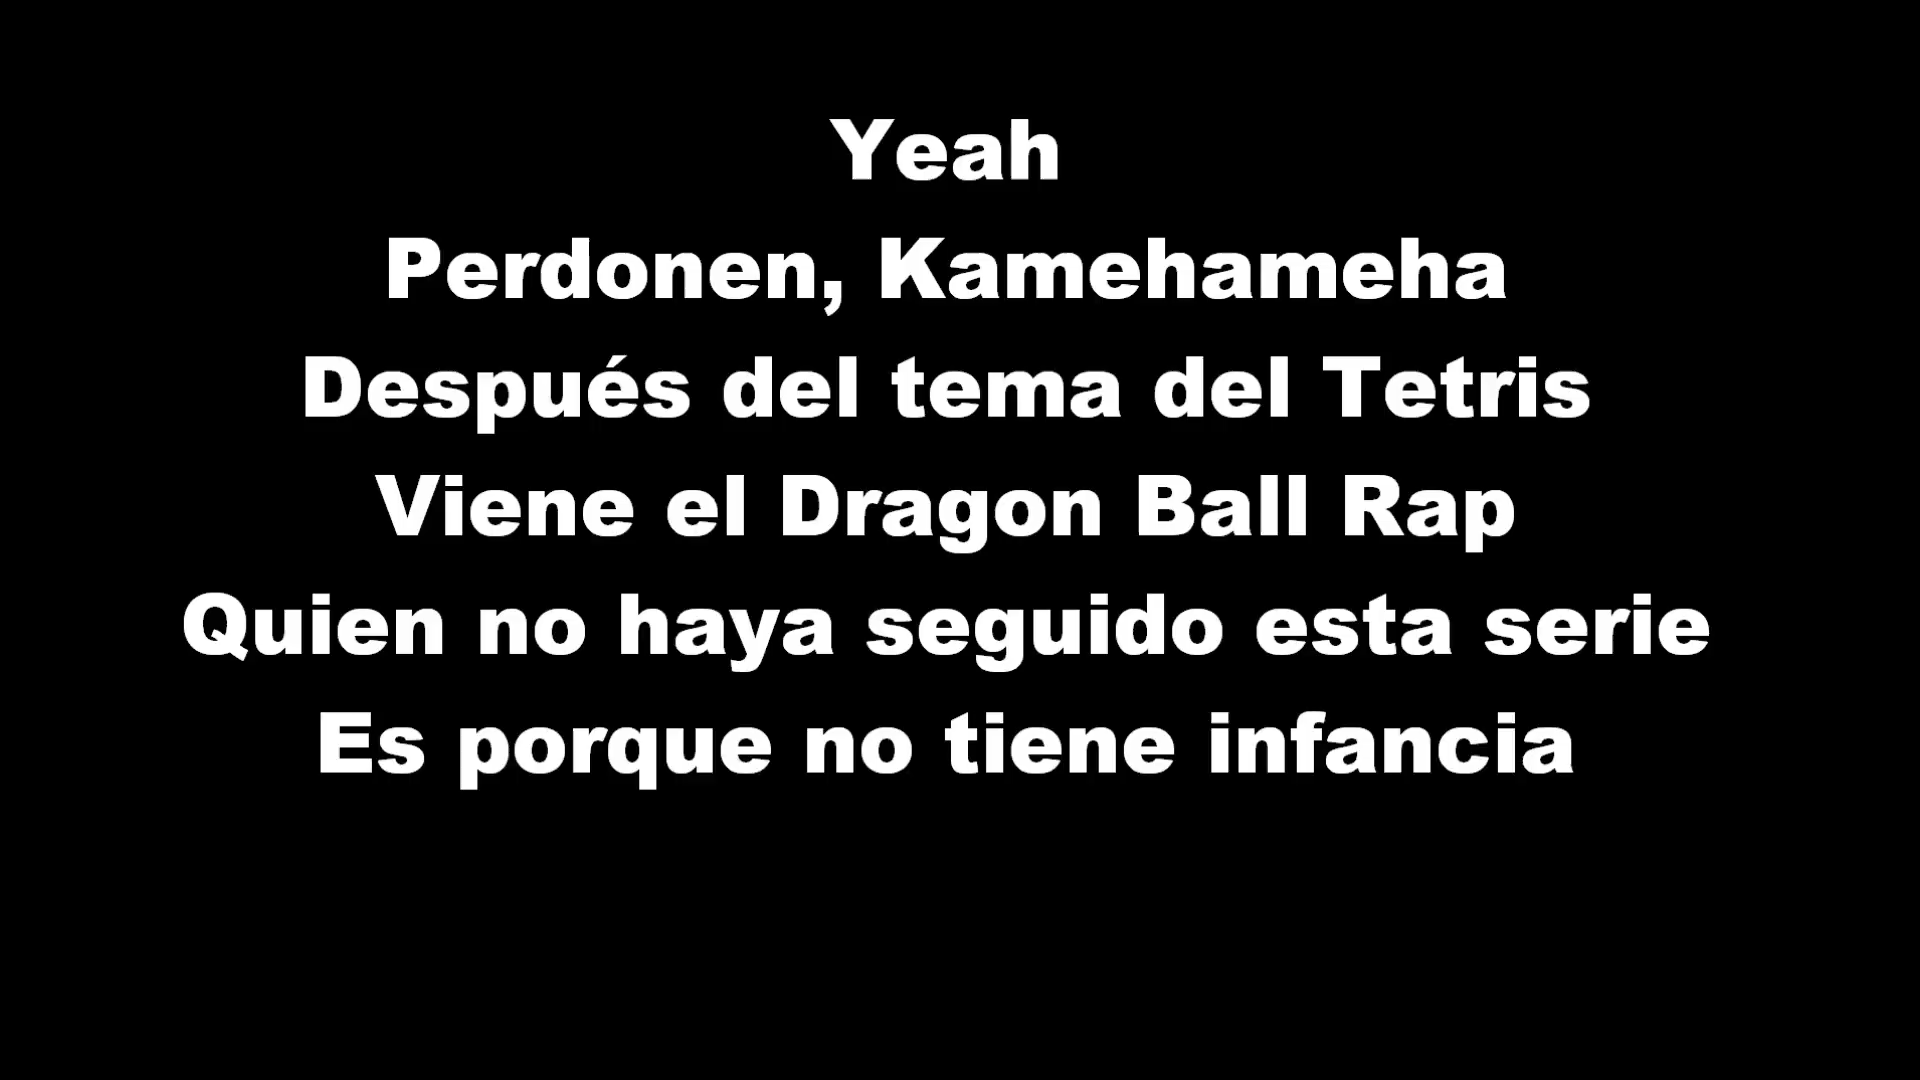 Yeah
Perdonen, Kamehameha
Después del tema del Tetris
Viene el Dragon Ball Rap
Quien no haya seguido esta serie
Es porque no tiene infancia